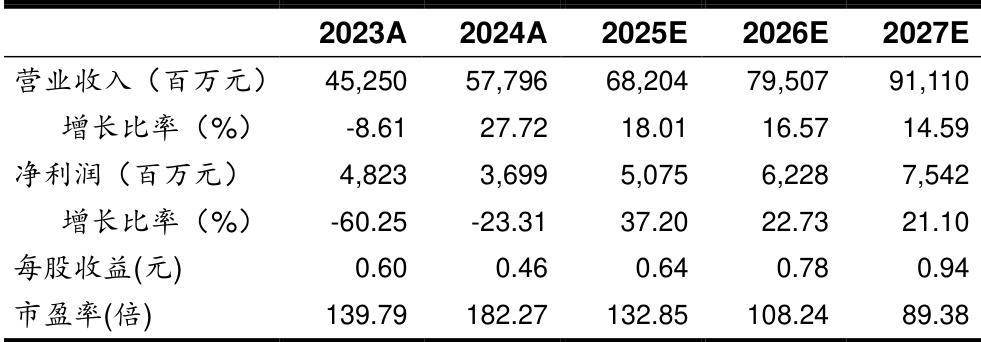 2023A 2024A 2025E 2026E 2027E
营业收入（百万元） 45,250 57,796 68,204 79,507 91,110
增长比率（%） -8.61 27.72 18.01 16.57 14.59
净利润（百万元） 4,823 3,699 5,075 6,228 7,542
增长比率（%） -60.25 -23.31 37.20 22.73 21.10
每股收益(元) 0.60 0.46 0.64 0.78 0.94
市盈率(倍) 139.79 182.27 132.85 108.24 89.38